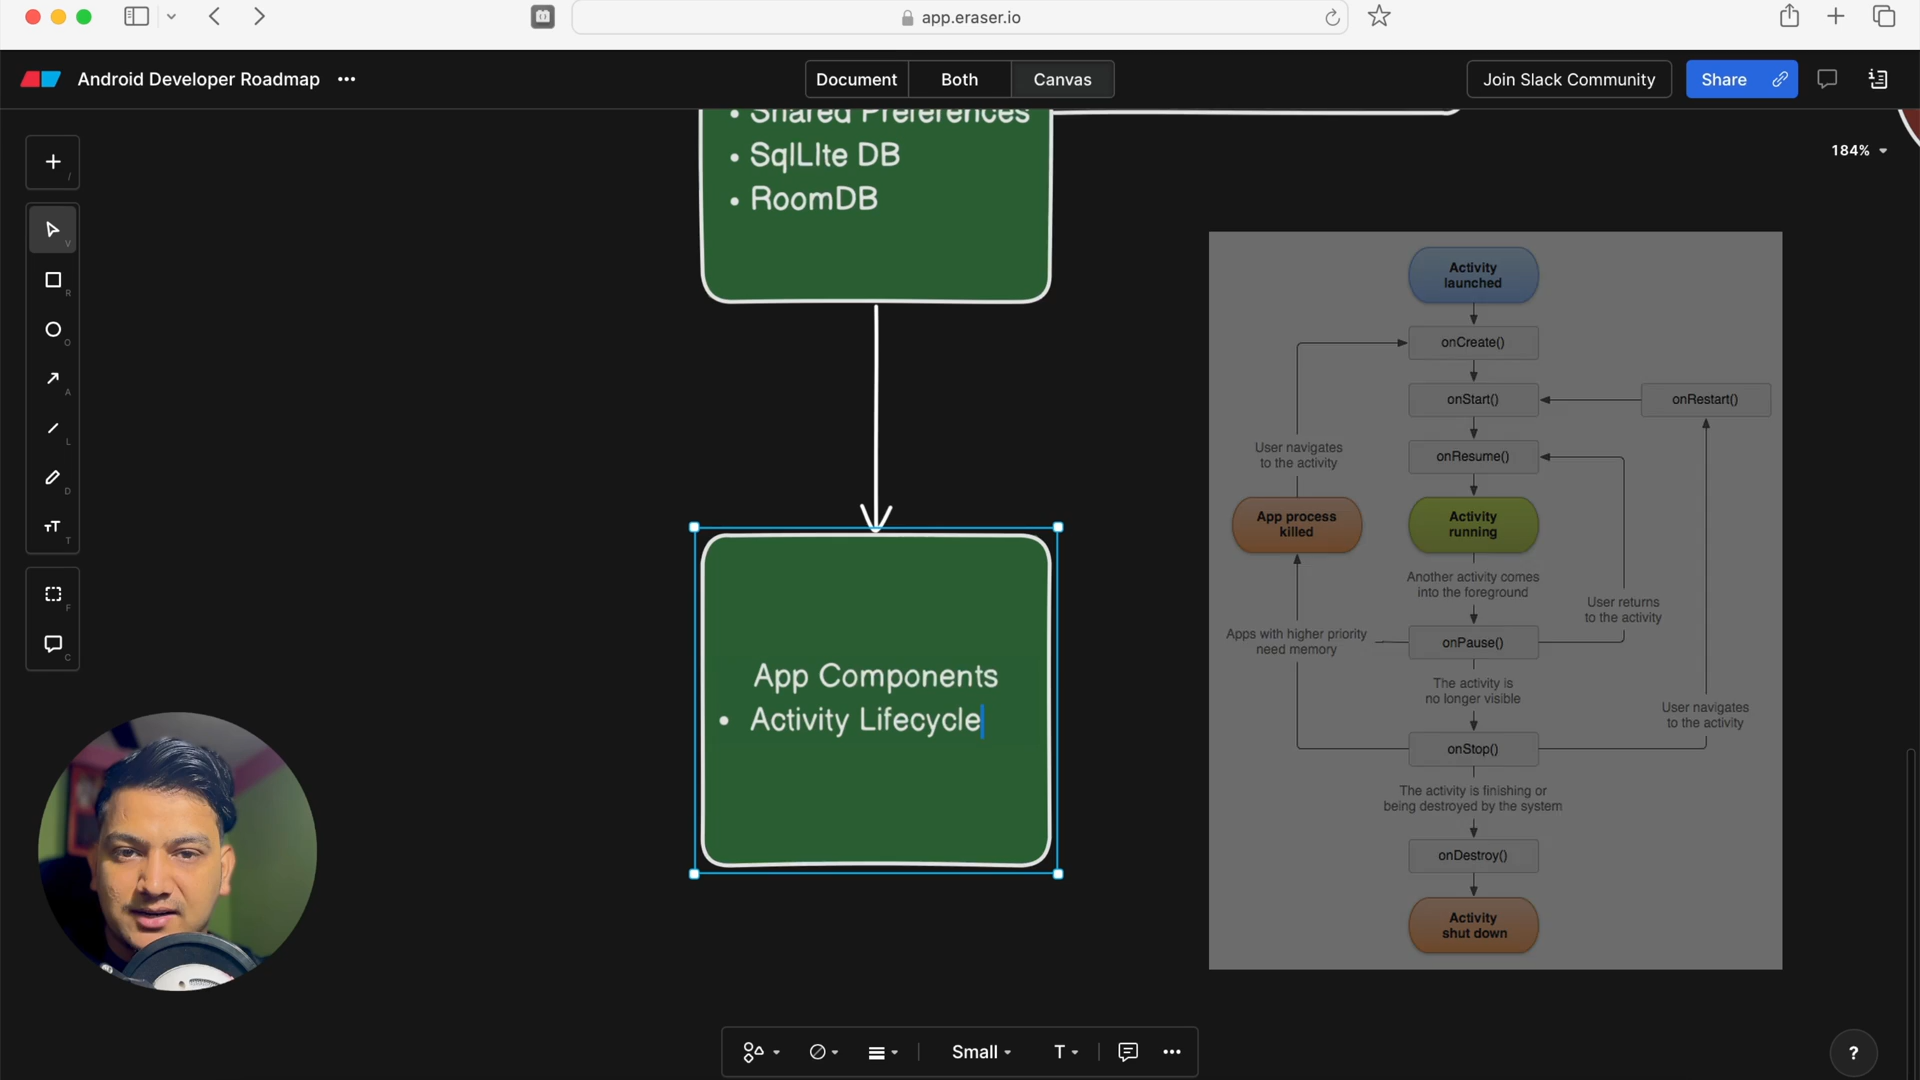 app.eraser.io
Android Developer Roadmap
Document
Both
Canvas
Join Slack Community
Share
184%
• Shared Preferences
• SqlLIte DB
• RoomDB
App Components
• Activity Lifecycle
Activity
launched
onCreate()
onStart()
onRestart()
User navigates
to the activity
onResume()
App process
killed
Activity
running
Another activity comes
into the foreground
User returns
to the activity
Apps with higher priority
need memory
onPause()
The activity is
no longer visible
User navigates
to the activity
onStop()
The activity is finishing or
being destroyed by the system
onDestroy()
Activity
shut down
/
V
R
O
A
L
D
T
F
C
Small
T
?